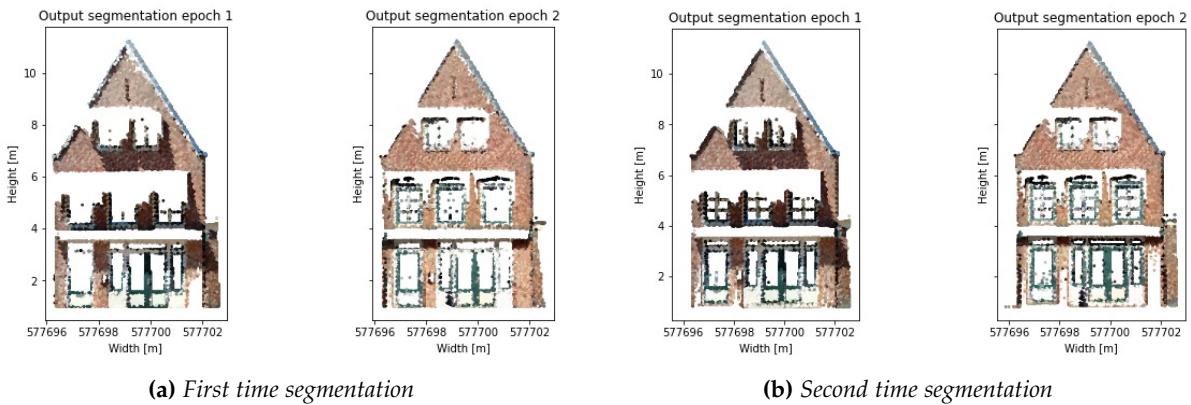 Output segmentation epoch 1
Height [m]
10
8
6
4
2
577696 577698 577700 577702
Width [m]
Output segmentation epoch 2
Height [m]
577696 577698 577700 577702
Width [m]
(a) First time segmentation
Output segmentation epoch 1
Height [m]
10
8
6
4
2
577696 577698 577700 577702
Width [m]
Output segmentation epoch 2
Height [m]
577696 577698 577700 577702
Width [m]
(b) Second time segmentation